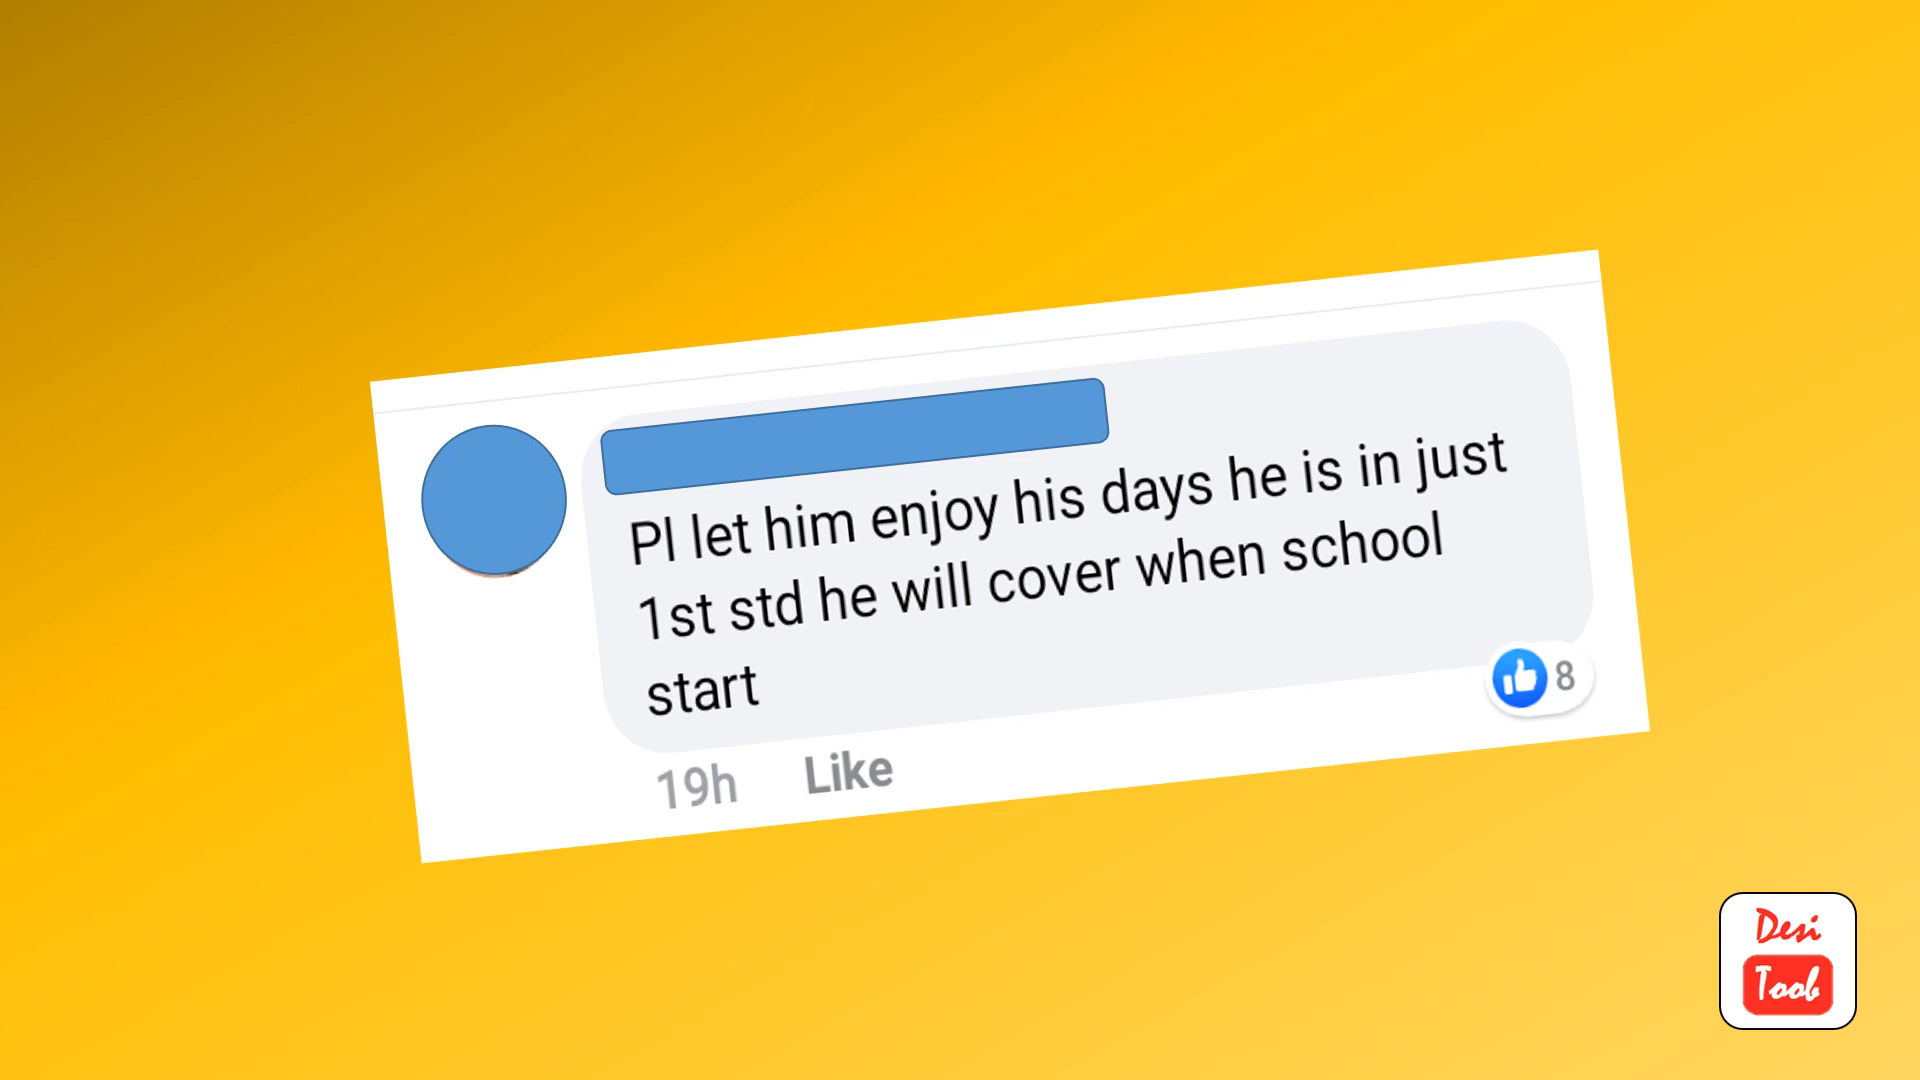 Pl let him enjoy his days he is in just
1st std he will cover when school
start
8
19h Like
Desi
Toob